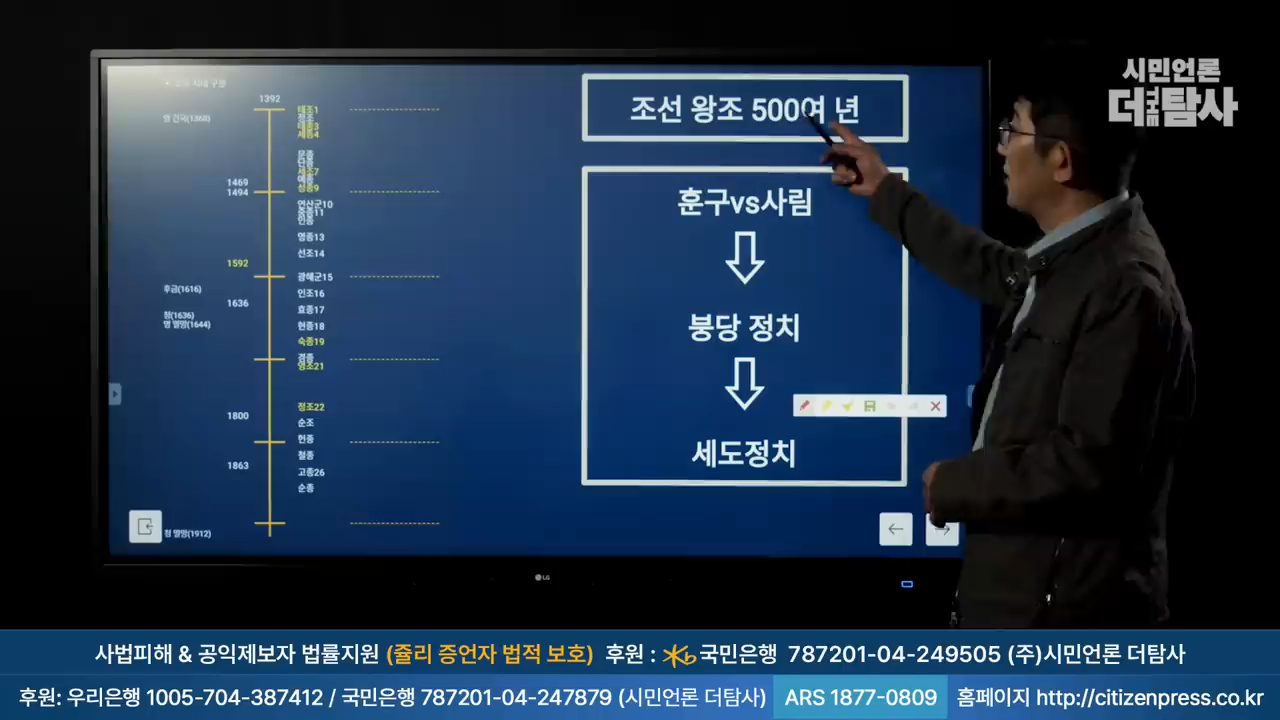 시민언론
더탐사
1392
명 건국(1368)
태조1
정종
태종3
세종4
문종
단종
세조7
예종
성종9
1469
1494
연산군10
중종11
인종
명종13
선조14
1592
광해군15
후금(1616)
인조16
1636
효종17
청(1636)
명 멸망(1644)
현종18
숙종19
경종
영조21
정조22
1800
순조
헌종
철종
1863
고종26
순종
청 멸망(1912)
조선 왕조 500여 년
훈구vs사림
붕당 정치
세도정치
LG
사법피해 & 공익제보자 법률지원 (쥴리 증언자 법적 보호) 후원 : 국민은행 787201-04-249505 (주)시민언론 더탐사
후원: 우리은행 1005-704-387412 / 국민은행 787201-04-247879 (시민언론 더탐사) ARS 1877-0809 홈페이지 http://citizenpress.co.kr